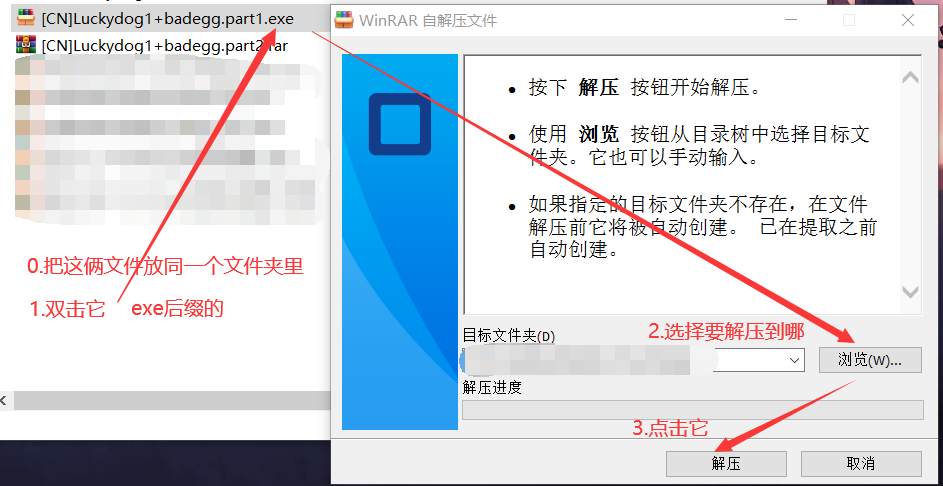 [CN]Luckydog1+badegg.part1.exe
[CN]Luckydog1+badegg.part2.rar
0.把这俩文件放同一个文件夹里
1.双击它 exe后缀的
WinRAR 自解压文件
按下 解压 按钮开始解压。
使用 浏览 按钮从目录树中选择目标文
件夹。它也可以手动输入。
如果指定的目标文件夹不存在，在文件
解压前它将被自动创建。 已在提取之前
自动创建。
2.选择要解压到哪
目标文件夹(D)
浏览(W)...
解压进度
3.点击它
解压
取消